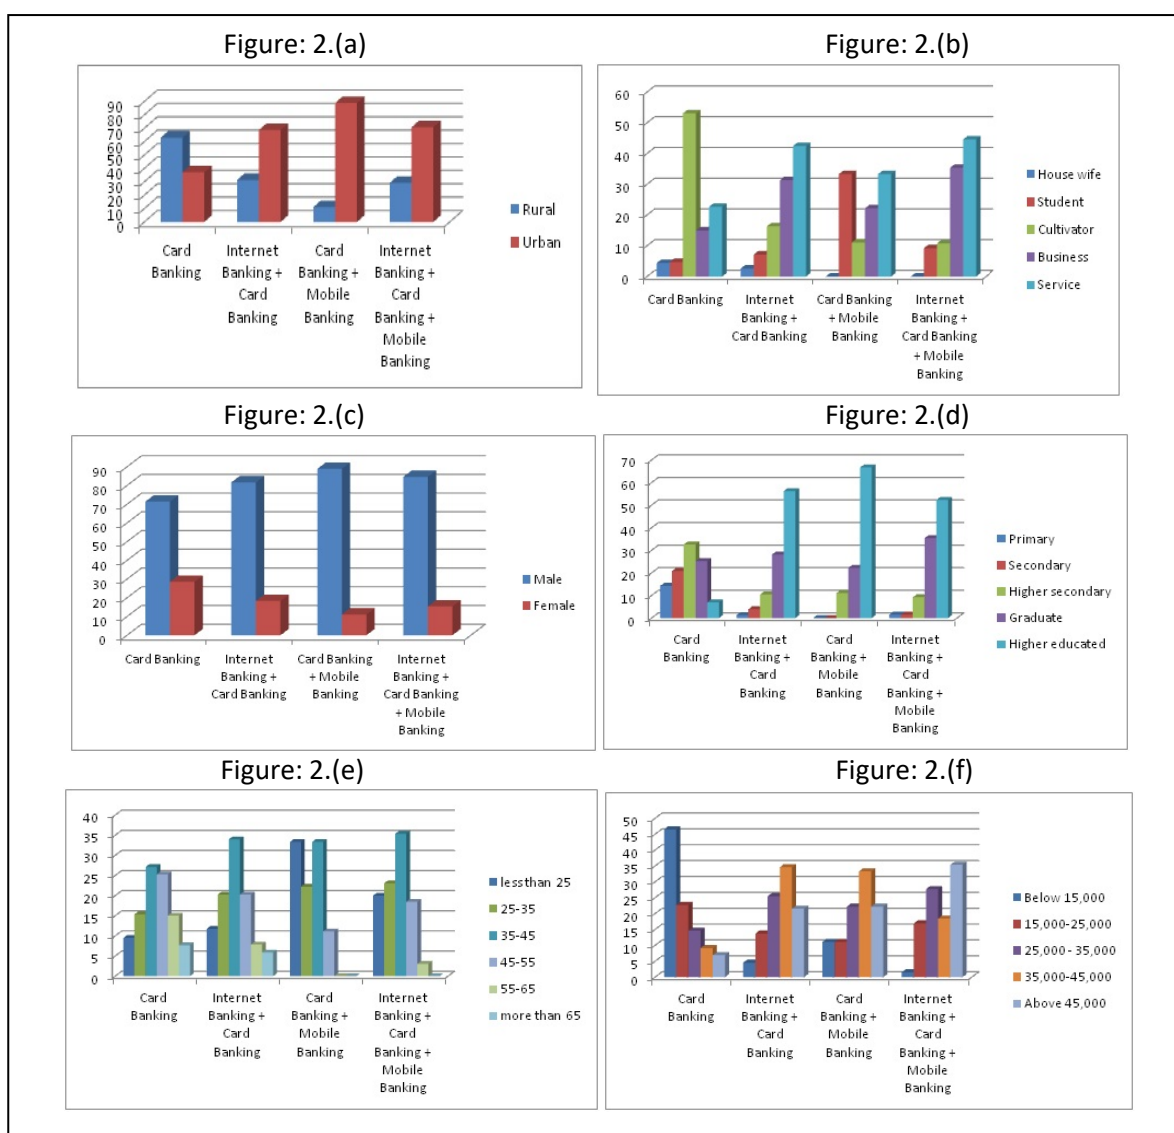 Figure: 2.(a)
90
80
70
60
50
40
30
20
10
0
Card
Banking
Internet
Banking +
Card
Banking
Card
Banking +
Mobile
Banking
Internet
Banking +
Card
Banking +
Mobile
Banking
Rural
Urban
Figure: 2.(b)
60
50
40
30
20
10
0
Card Banking
Internet
Banking +
Card Banking
Card Banking
+ Mobile
Banking
Internet
Banking +
Card Banking
+ Mobile
Banking
House wife
Student
Cultivator
Business
Service
Figure: 2.(c)
90
80
70
60
50
40
30
20
10
0
Card Banking
Internet
Banking +
Card Banking
Card Banking
+ Mobile
Banking
Internet
Banking +
Card Banking
+ Mobile
Banking
Male
Female
Figure: 2.(d)
70
60
50
40
30
20
10
0
Card
Banking
Internet
Banking +
Card
Banking
Card
Banking +
Mobile
Banking
Internet
Banking +
Card
Banking +
Mobile
Banking
Primary
Secondary
Higher secondary
Graduate
Higher educated
Figure: 2.(e)
40
35
30
25
20
15
10
5
0
Card
Banking
Internet
Banking +
Card
Banking
Card
Banking +
Mobile
Banking
Internet
Banking +
Card
Banking +
Mobile
Banking
less than 25
25-35
35-45
45-55
55-65
more than 65
Figure: 2.(f)
50
45
40
35
30
25
20
15
10
5
0
Card
Banking
Internet
Banking +
Card
Banking
Card
Banking +
Mobile
Banking
Internet
Banking +
Card
Banking +
Mobile
Banking
Below 15,000
15,000-25,000
25,000 - 35,000
35,000-45,000
Above 45,000